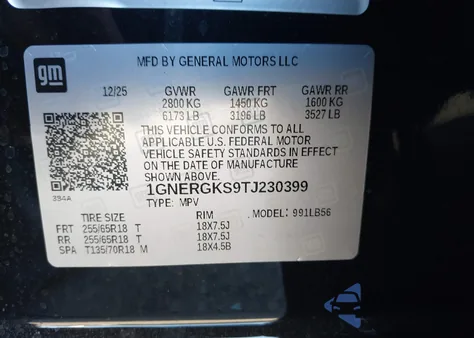 gm
MFD BY GENERAL MOTORS LLC
12/25 GVWR GAWR FRT GAWR RR
2800 KG 1450 KG 1600 KG
6173 LB 3196 LB 3527 LB
THIS VEHICLE CONFORMS TO ALL
APPLICABLE U.S. FEDERAL MOTOR
VEHICLE SAFETY STANDARDS IN EFFECT
ON THE DATE OF MANUFACTURE
SHOWN ABOVE.
334A
1GNERGKS9TJ230399
TYPE: MPV
TIRE SIZE RIM MODEL: 991LB56
FRT 255/65R18 T 18X7.5J
RR 255/65R18 T 18X7.5J
SPA T135/70R18 M 18X4.5B